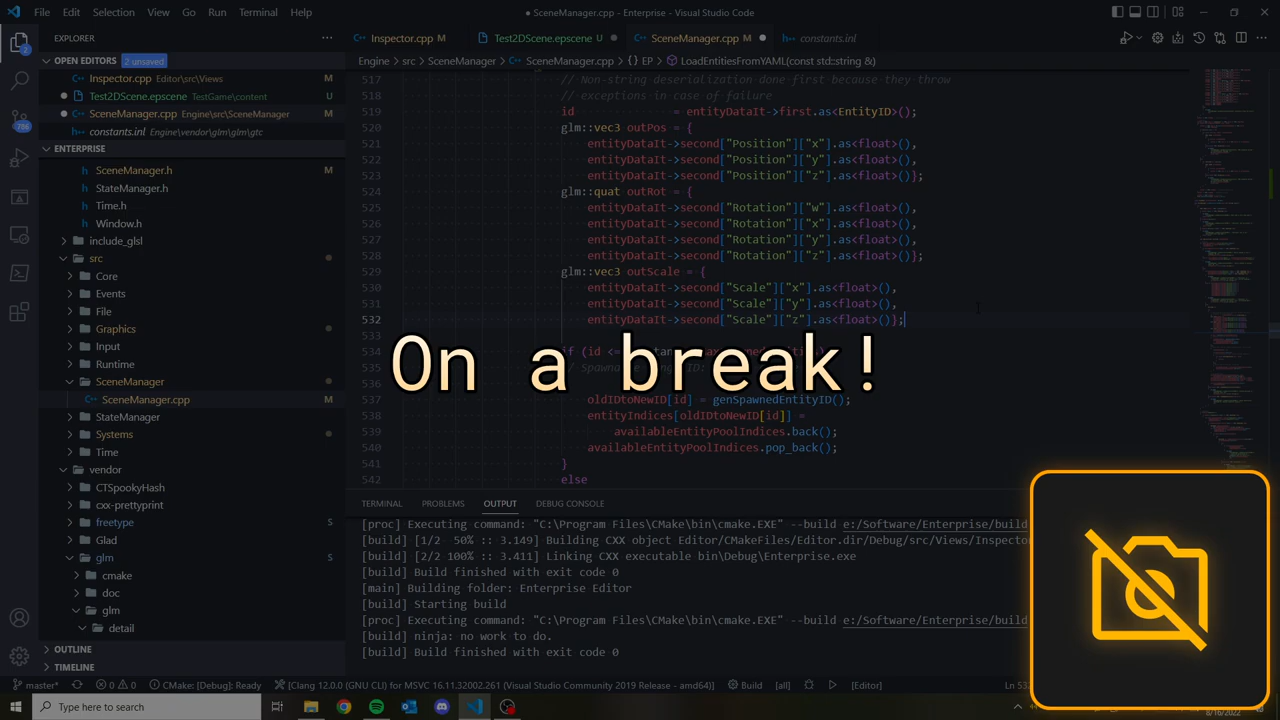 File Edit Selection View Go Run Terminal Help
● SceneManager.cpp - Enterprise - Visual Studio Code
EXPLORER
Inspector.cpp M
Test2DScene.epscene U
SceneManager.cpp M
constants.inl
OPEN EDITORS 2 unsaved
Engine > src > SceneManager > SceneManager.cpp > {} EP > LoadEntitiesFromYAML(const std::string &)
Inspector.cpp Editor\src\Views M
Test2DScene.epscene TestGame\content U
SceneManager.cpp Engine\src\SceneManager M
constants.inl Engine\vendor\glm\glm\gtc
ENTERPRISE
SceneManager.h M
StateManager.h
Time.h
Window.h
include_glsl
src
Core
Events
File
Graphics
Input
Runtime
SceneManager
SceneManager.cpp M
StateManager
Systems
Time
vendor
CTSpookyHash
cxx-prettyprint
freetype S
Glad
glm S
cmake
doc
glm
detail
OUTLINE
TIMELINE
2
786
517 // Non-string deserialization done first because they throw
518 // exceptions in case of failure
519 id = entityDataIt->first.as<EntityID>();
520 glm::vec3 outPos = {
521 entityDataIt->second["Position"]["x"].as<float>(),
522 entityDataIt->second["Position"]["y"].as<float>(),
523 entityDataIt->second["Position"]["z"].as<float>()};
524 glm::quat outRot = {
525 entityDataIt->second["Rotation"]["w"].as<float>(),
526 entityDataIt->second["Rotation"]["x"].as<float>(),
527 entityDataIt->second["Rotation"]["y"].as<float>(),
528 entityDataIt->second["Rotation"]["z"].as<float>()};
529 glm::vec3 outScale = {
530 entityDataIt->second["Scale"]["x"].as<float>(),
531 entityDataIt->second["Scale"]["y"].as<float>(),
532 entityDataIt->second["Scale"]["z"].as<float>()};
533
534 if (id <=
On a break!
535
536
537 oldIDtoNewID[id] = genSpawnedEntityID();
538 entityIndices[oldIDtoNewID[id]] =
539 availableEntityPoolIndices.back();
540 availableEntityPoolIndices.pop_back();
541 }
542 else
TERMINAL PROBLEMS OUTPUT DEBUG CONSOLE
[proc] Executing command: "C:\Program Files\CMake\bin\cmake.EXE" --build e:/Software/Enterprise/build
[build] [1/2 50% :: 3.149] Building CXX object Editor/CMakeFiles/Editor.dir/Debug/src/Views/Inspector
[build] [2/2 100% :: 3.411] Linking CXX executable bin\Debug\Enterprise.exe
[build] Build finished with exit code 0
[main] Building folder: Enterprise Editor
[build] Starting build
[proc] Executing command: "C:\Program Files\CMake\bin\cmake.EXE" --build e:/Software/Enterprise/build
[build] ninja: no work to do.
[build] Build finished with exit code 0
master* 0 0 CMake: [Debug]: Ready [Clang 12.0.0 (GNU CLI) for MSVC 16.11.32002.261 (Visual Studio Community 2019 Release - amd64)] Build [all] [Editor] Ln 532
Type here to search
8/16/2022